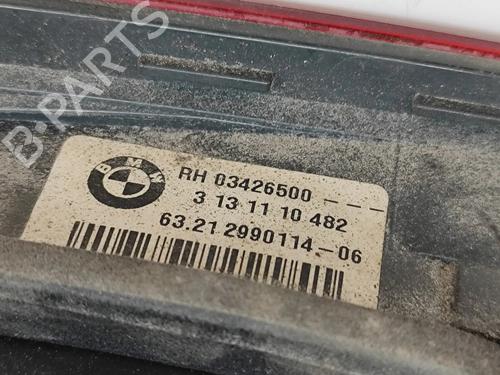 B-PARTS
BMW
RH 03426500 ---
3 13 11 10 482
63.21 2990114-06